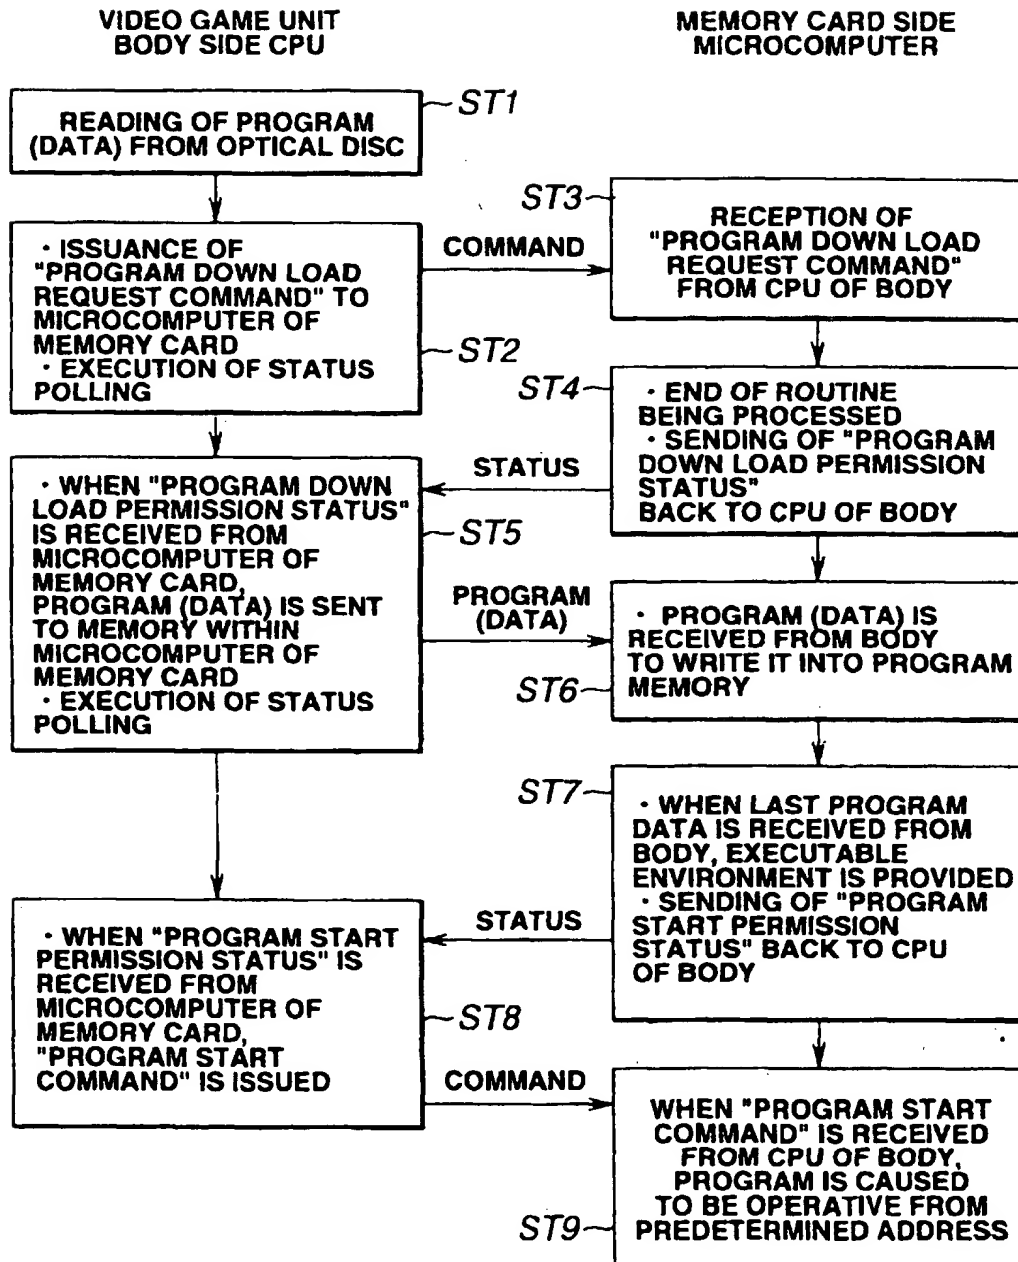 VIDEO GAME UNIT
BODY SIDE CPU
MEMORY CARD SIDE
MICROCOMPUTER
ST1
READING OF PROGRAM
(DATA) FROM OPTICAL DISC
ST3
RECEPTION OF
"PROGRAM DOWN LOAD
REQUEST COMMAND"
FROM CPU OF BODY
· ISSUANCE OF
"PROGRAM DOWN LOAD
REQUEST COMMAND" TO
MICROCOMPUTER OF
MEMORY CARD
· EXECUTION OF STATUS
POLLING
COMMAND
ST2
ST4
· END OF ROUTINE
BEING PROCESSED
· SENDING OF "PROGRAM
DOWN LOAD PERMISSION
STATUS"
BACK TO CPU OF BODY
STATUS
· WHEN "PROGRAM DOWN
LOAD PERMISSION STATUS"
IS RECEIVED FROM
MICROCOMPUTER OF
MEMORY CARD,
PROGRAM (DATA) IS SENT
TO MEMORY WITHIN
MICROCOMPUTER OF
MEMORY CARD
· EXECUTION OF STATUS
POLLING
ST5
PROGRAM
(DATA)
· PROGRAM (DATA) IS
RECEIVED FROM BODY
TO WRITE IT INTO PROGRAM
MEMORY
ST6
ST7
· WHEN LAST PROGRAM
DATA IS RECEIVED FROM
BODY, EXECUTABLE
ENVIRONMENT IS PROVIDED
· SENDING OF "PROGRAM
START PERMISSION
STATUS" BACK TO CPU
OF BODY
STATUS
· WHEN "PROGRAM START
PERMISSION STATUS" IS
RECEIVED FROM
MICROCOMPUTER OF
MEMORY CARD,
"PROGRAM START
COMMAND" IS ISSUED
ST8
COMMAND
WHEN "PROGRAM START
COMMAND" IS RECEIVED
FROM CPU OF BODY,
PROGRAM IS CAUSED
TO BE OPERATIVE FROM
PREDETERMINED ADDRESS
ST9